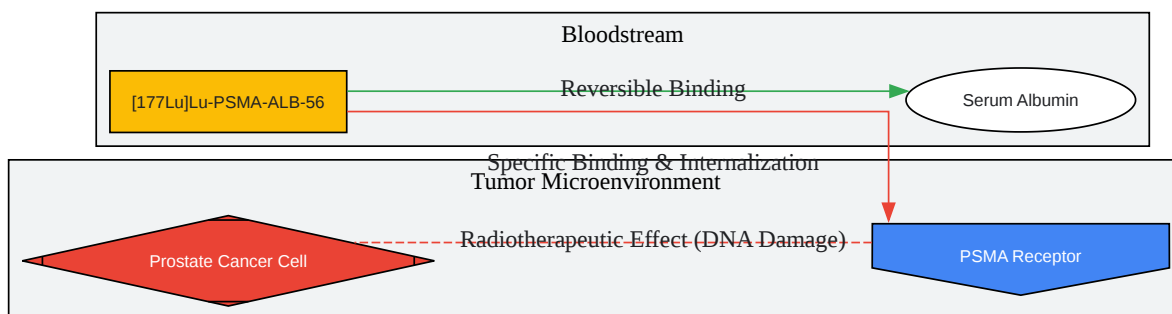 Bloodstream
[177Lu]Lu-PSMA-ALB-56
Reversible Binding
Serum Albumin
Specific Binding & Internalization
Tumor Microenvironment
Prostate Cancer Cell
Radiotherapeutic Effect (DNA Damage)
PSMA Receptor